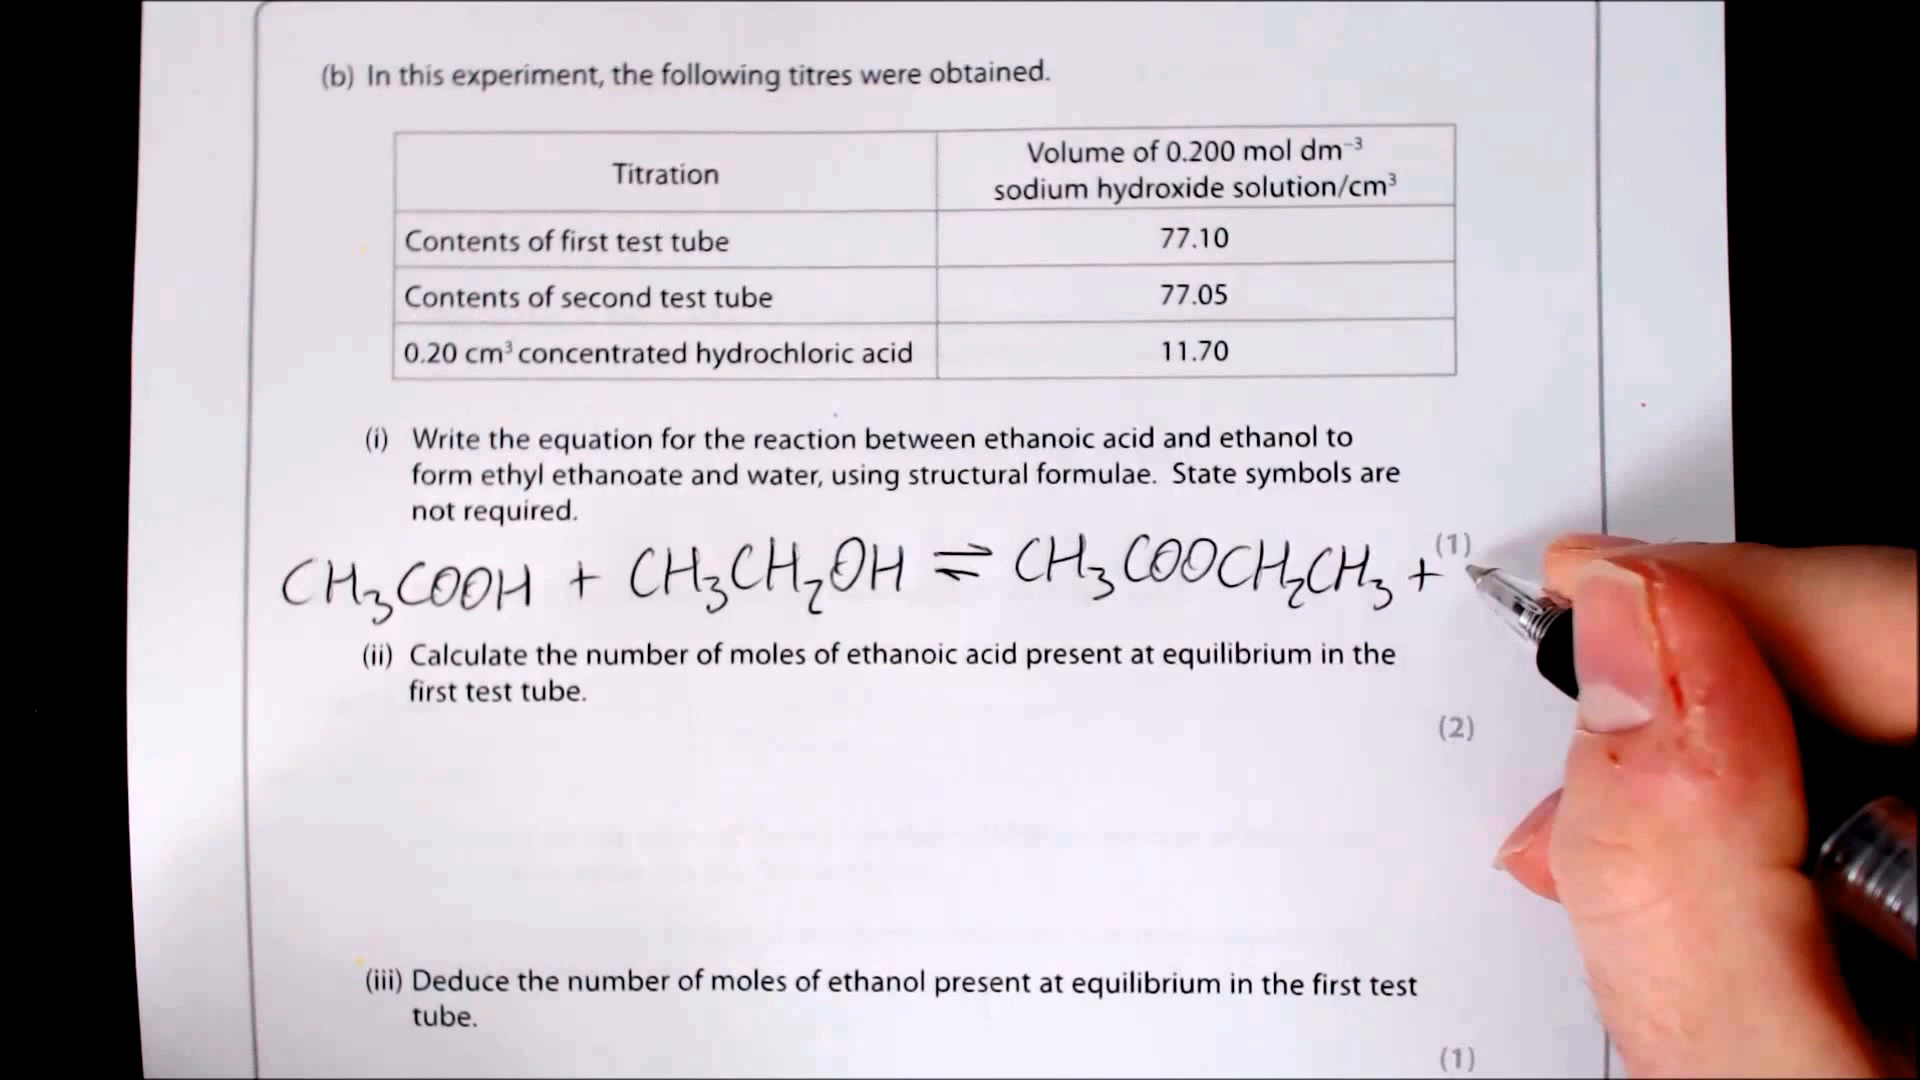 (b) In this experiment, the following titres were obtained.
Titration
Volume of 0.200 mol dm⁻³
sodium hydroxide solution/cm³
Contents of first test tube 77.10
Contents of second test tube 77.05
0.20 cm³ concentrated hydrochloric acid 11.70
(i) Write the equation for the reaction between ethanoic acid and ethanol to
form ethyl ethanoate and water, using structural formulae. State symbols are
not required.
(1)
CH₃COOH + CH₃CH₂OH ⇌ CH₃COOCH₂CH₃ +
(ii) Calculate the number of moles of ethanoic acid present at equilibrium in the
first test tube.
(2)
(iii) Deduce the number of moles of ethanol present at equilibrium in the first test
tube.
(1)